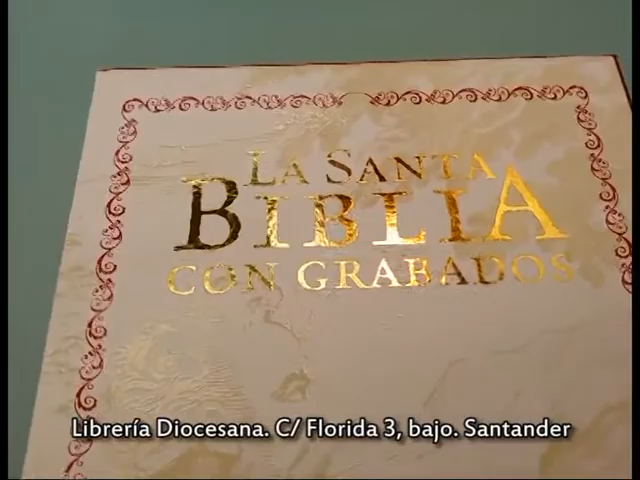 LA SANTA
BIBLIA
CON GRABADOS
Librería Diocesana. C/ Florida 3, bajo. Santander